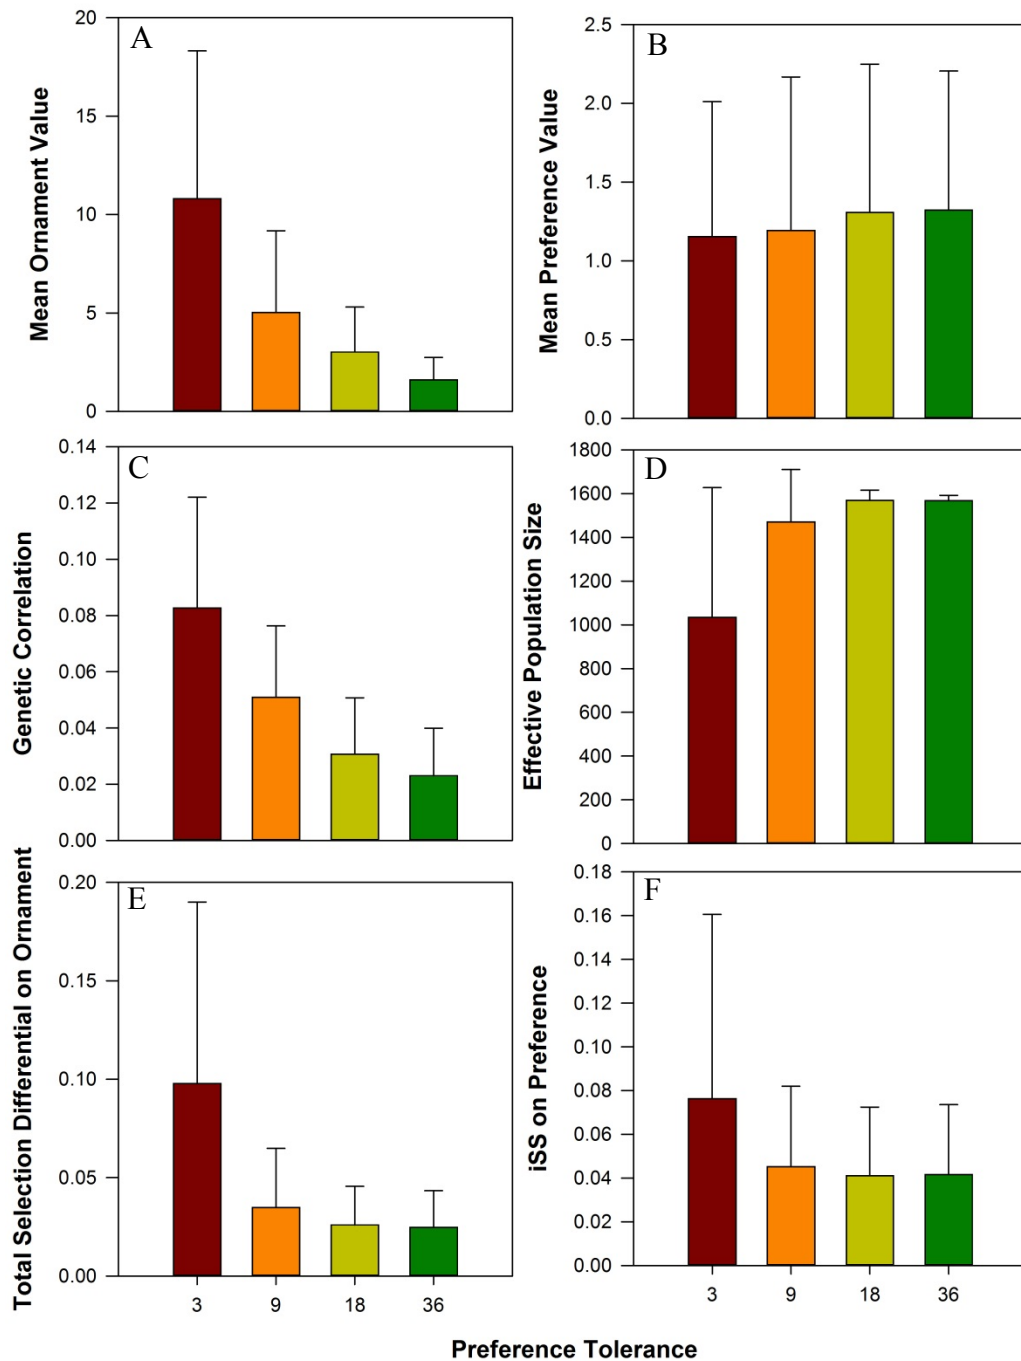 A
Mean Ornament Value
20
15
10
5
0
B
Mean Preference Value
2.5
2.0
1.5
1.0
0.5
0.0
C
Genetic Correlation
0.14
0.12
0.10
0.08
0.06
0.04
0.02
0.00
D
Effective Population Size
1800
1600
1400
1200
1000
800
600
400
200
0
E
Total Selection Differential on Ornament
0.20
0.15
0.10
0.05
0.00
3 9 18 36
F
iSS on Preference
0.18
0.16
0.14
0.12
0.10
0.08
0.06
0.04
0.02
0.00
3 9 18 36
Preference Tolerance